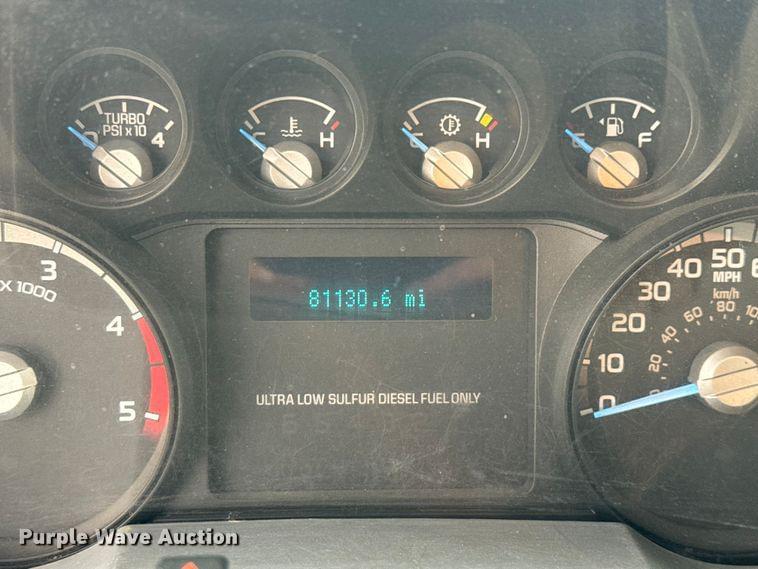 TURBO
PSI x 10
4
H
H
F
3
X 1000
4
5
81130.6 mi
ULTRA LOW SULFUR DIESEL FUEL ONLY
50
MPH
40
30
20
10
0
km/h
80
60
40
20
0
Purple Wave Auction